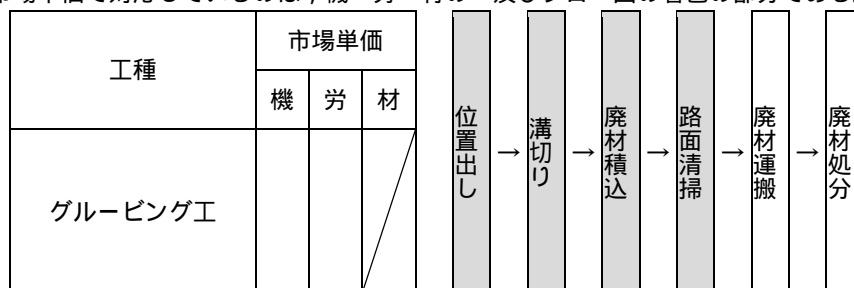 工種
市場単価
機 労 材
グルービング工
位置出し → 溝切り → 廃材積込 → 路面清掃 → 廃材運搬 → 廃材処分